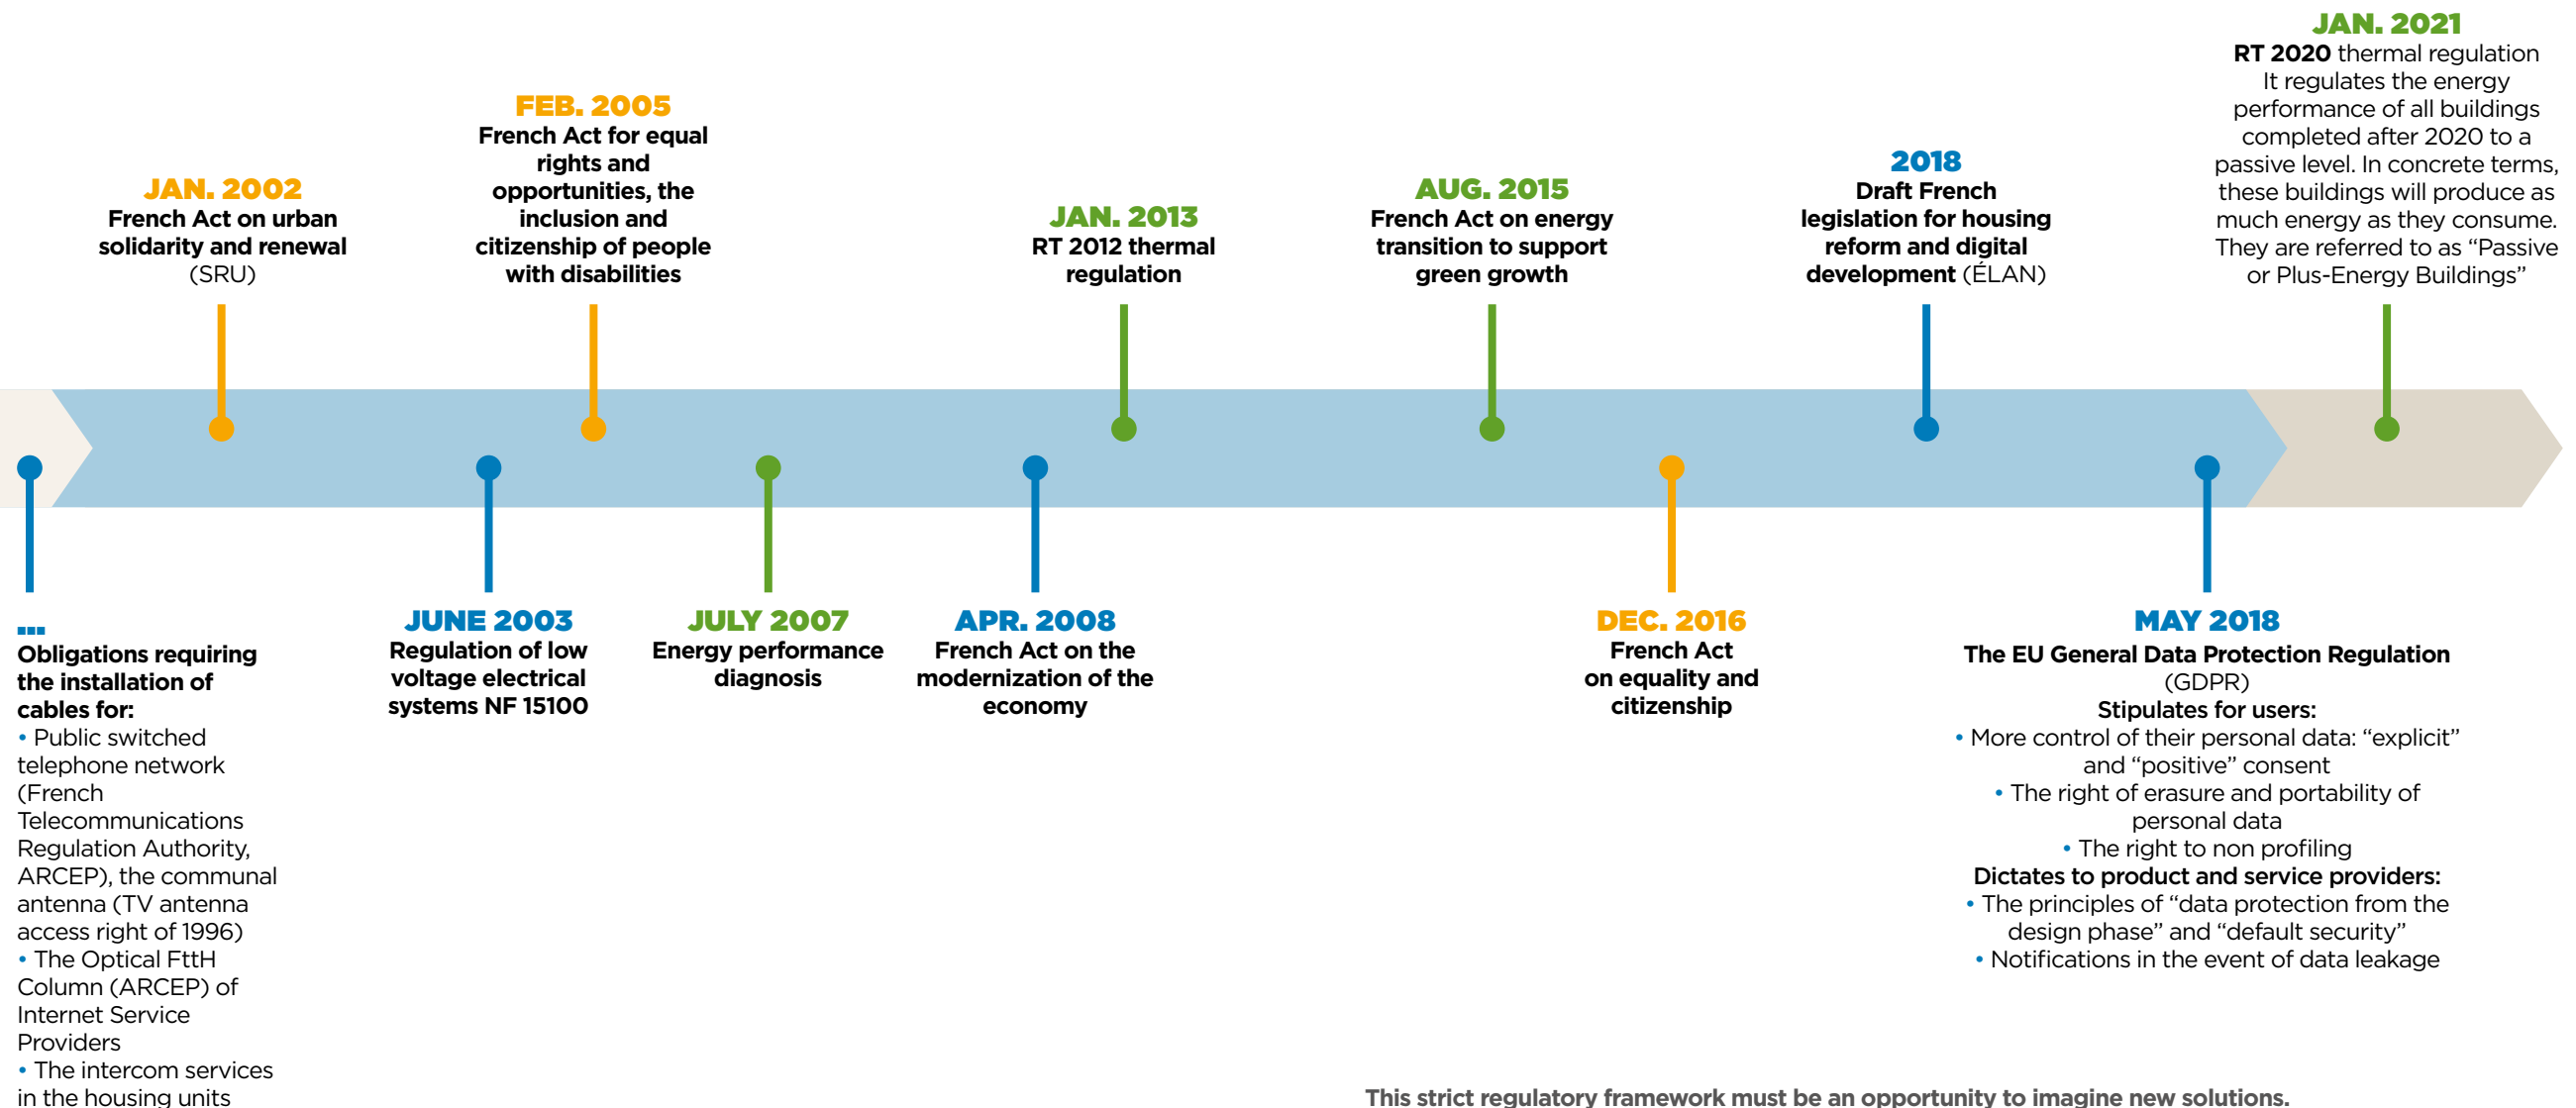 JAN. 2002
French Act on urban
solidarity and renewal
(SRU)
FEB. 2005
French Act for equal
rights and
opportunities, the
inclusion and
citizenship of people
with disabilities
JAN. 2013
RT 2012 thermal
regulation
AUG. 2015
French Act on energy
transition to support
green growth
2018
Draft French
legislation for housing
reform and digital
development (ÉLAN)
JAN. 2021
RT 2020 thermal regulation
It regulates the energy
performance of all buildings
completed after 2020 to a
passive level. In concrete terms,
these buildings will produce as
much energy as they consume.
They are referred to as “Passive
or Plus-Energy Buildings”
...
Obligations requiring
the installation of
cables for:
• Public switched
telephone network
(French
Telecommunications
Regulation Authority,
ARCEP), the communal
antenna (TV antenna
access right of 1996)
• The Optical FttH
Column (ARCEP) of
Internet Service
Providers
• The intercom services
in the housing units
JUNE 2003
Regulation of low
voltage electrical
systems NF 15100
JULY 2007
Energy performance
diagnosis
APR. 2008
French Act on the
modernization of the
economy
DEC. 2016
French Act
on equality and
citizenship
MAY 2018
The EU General Data Protection Regulation
(GDPR)
Stipulates for users:
• More control of their personal data: “explicit”
and “positive” consent
• The right of erasure and portability of
personal data
• The right to non profiling
Dictates to product and service providers:
• The principles of “data protection from the
design phase” and “default security”
• Notifications in the event of data leakage
This strict regulatory framework must be an opportunity to imagine new solutions.